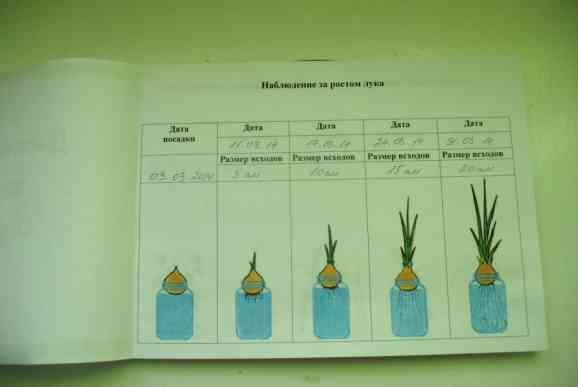 Наблюдение за ростом лука
Дата посадки Дата Дата Дата Дата
11.03.14 17.03.14 24.03.14 31.03.14
Размер всходов Размер всходов Размер всходов Размер всходов
03.03.2014 5 см 10 см 15 см 20 см